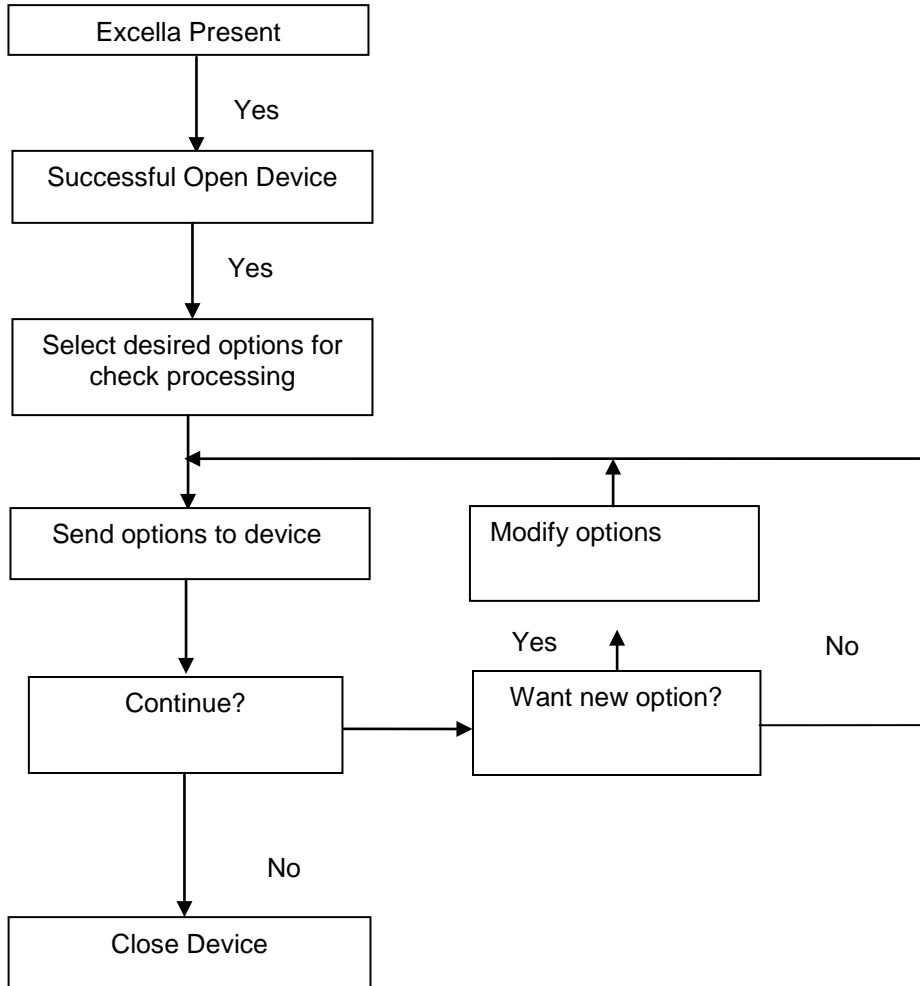 Excella Present
Yes
Successful Open Device
Yes
Select desired options for
check processing
Send options to device
Modify options
Yes
No
Continue?
Want new option?
No
Close Device